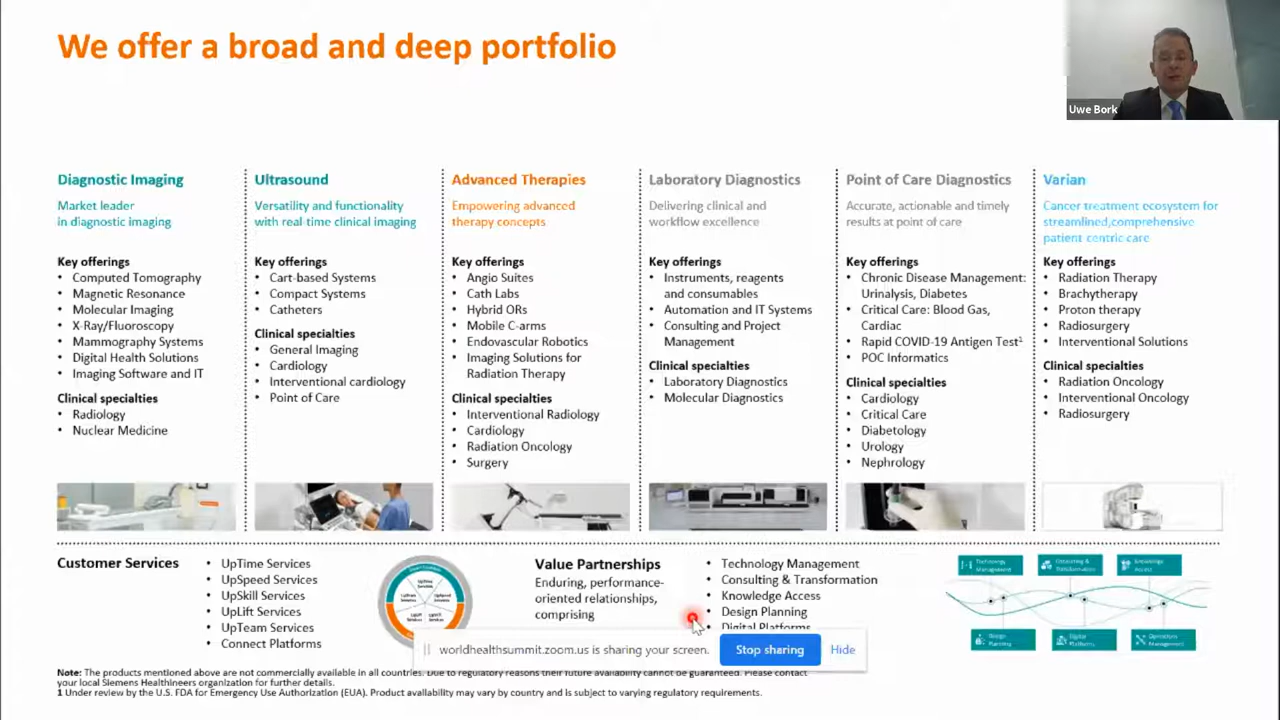 We offer a broad and deep portfolio
Uwe Bork
Diagnostic Imaging
Market leader
in diagnostic imaging
Key offerings
• Computed Tomography
• Magnetic Resonance
• Molecular Imaging
• X-Ray/Fluoroscopy
• Mammography Systems
• Digital Health Solutions
• Imaging Software and IT
Clinical specialties
• Radiology
• Nuclear Medicine
Ultrasound
Versatility and functionality
with real-time clinical imaging
Key offerings
• Cart-based Systems
• Compact Systems
• Catheters
Clinical specialties
• General Imaging
• Cardiology
• Interventional cardiology
• Point of Care
Advanced Therapies
Empowering advanced
therapy concepts
Key offerings
• Angio Suites
• Cath Labs
• Hybrid ORs
• Mobile C-arms
• Endovascular Robotics
• Imaging Solutions for
Radiation Therapy
Clinical specialties
• Interventional Radiology
• Cardiology
• Radiation Oncology
• Surgery
Laboratory Diagnostics
Delivering clinical and
workflow excellence
Key offerings
• Instruments, reagents
and consumables
• Automation and IT Systems
• Consulting and Project
Management
Clinical specialties
• Laboratory Diagnostics
• Molecular Diagnostics
Point of Care Diagnostics
Accurate, actionable and timely
results at point of care
Key offerings
• Chronic Disease Management:
Urinalysis, Diabetes
• Critical Care: Blood Gas,
Cardiac
• Rapid COVID-19 Antigen Test¹
• POC Informatics
Clinical specialties
• Cardiology
• Critical Care
• Diabetology
• Urology
• Nephrology
Varian
Cancer treatment ecosystem for
streamlined,comprehensive
patient-centric care
Key offerings
• Radiation Therapy
• Brachytherapy
• Proton therapy
• Radiosurgery
• Interventional Solutions
Clinical specialties
• Radiation Oncology
• Interventional Oncology
• Radiosurgery
Customer Services
• UpTime Services
• UpSpeed Services
• UpSkill Services
• UpLift Services
• UpTeam Services
• Connect Platforms
Value Partnerships
Enduring, performance-
oriented relationships,
comprising
• Technology Management
• Consulting & Transformation
• Knowledge Access
• Design Planning
• Digital Platforms
Technology
Management
Consulting &
Transformation
Knowledge
Access
Design
Planning
Digital
Platforms
Operations
Management
worldhealthsummit.zoom.us is sharing your screen.
Stop sharing
Hide
Note: The products mentioned above are not commercially available in all countries. Due to regulatory reasons their future availability cannot be guaranteed. Please contact
your local Siemens Healthineers organization for further details.
1 Under review by the U.S. FDA for Emergency Use Authorization (EUA). Product availability may vary by country and is subject to varying regulatory requirements.